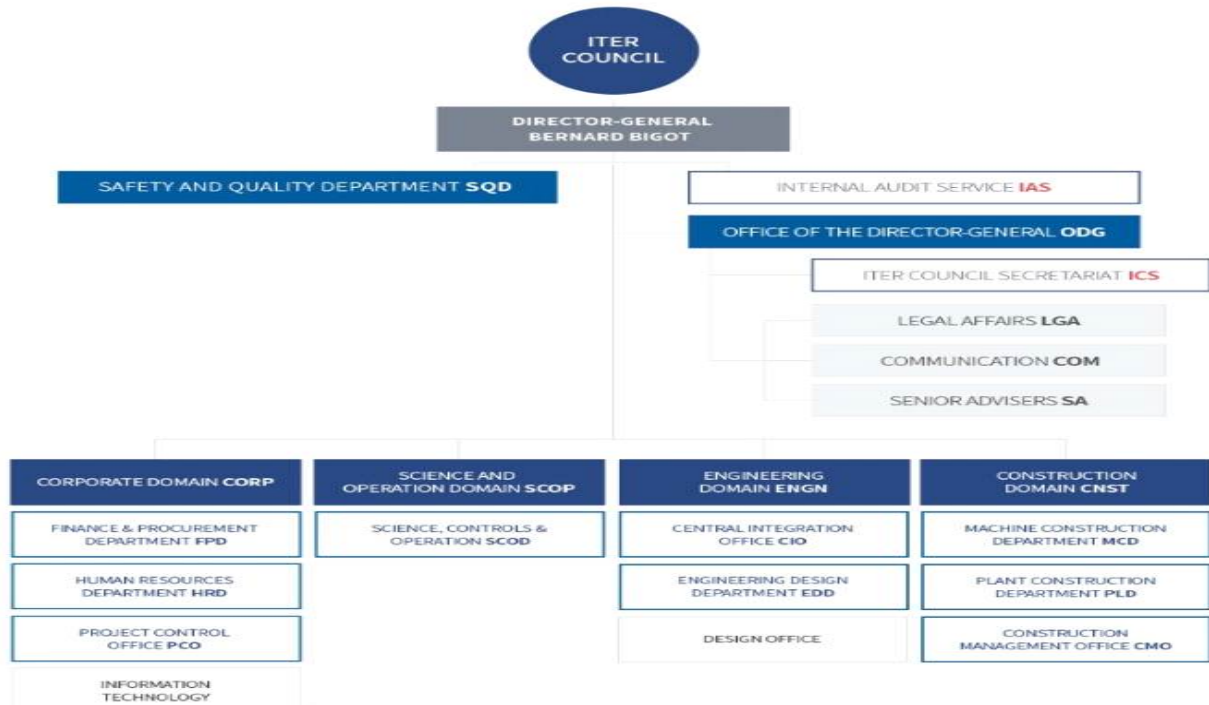 ITER
COUNCIL
DIRECTOR-GENERAL
BERNARD BIGOT
SAFETY AND QUALITY DEPARTMENT SQD
INTERNAL AUDIT SERVICE IAS
OFFICE OF THE DIRECTOR-GENERAL ODG
ITER COUNCIL SECRETARIAT ICS
LEGAL AFFAIRS LGA
COMMUNICATION COM
SENIOR ADVISERS SA
CORPORATE DOMAIN CORP
FINANCE & PROCUREMENT
DEPARTMENT FPD
HUMAN RESOURCES
DEPARTMENT HRD
PROJECT CONTROL
OFFICE PCO
INFORMATION
TECHNOLOGY
SCIENCE AND
OPERATION DOMAIN SCOP
SCIENCE, CONTROLS &
OPERATION SCOD
ENGINEERING
DOMAIN ENGN
CENTRAL INTEGRATION
OFFICE CIO
ENGINEERING DESIGN
DEPARTMENT EDD
DESIGN OFFICE
CONSTRUCTION
DOMAIN CNST
MACHINE CONSTRUCTION
DEPARTMENT MCD
PLANT CONSTRUCTION
DEPARTMENT PLD
CONSTRUCTION
MANAGEMENT OFFICE CMO